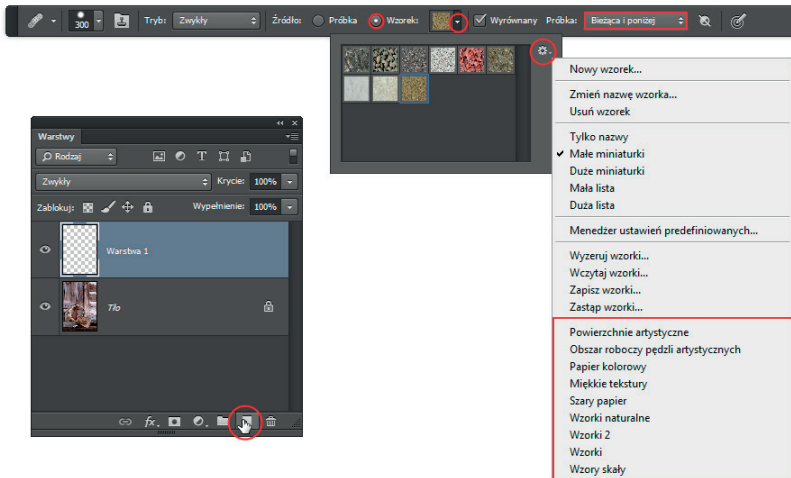 300 Tryb: Zwykły Źródło: Próbka Wzorek: Wyrównany Próbka: Bieżąca i poniżej
Nowy wzorek...
Zmień nazwę wzorka...
Usuń wzorek
Tylko nazwy
Małe miniaturki
Duże miniaturki
Mała lista
Duża lista
Menedżer ustawień predefiniowanych...
Wyzeruj wzorki...
Wczytaj wzorki...
Zapisz wzorki...
Zastąp wzorki...
Powierzchnie artystyczne
Obszar roboczy pędzli artystycznych
Papier kolorowy
Miękkie tekstury
Szary papier
Wzorki naturalne
Wzorki 2
Wzorki
Wzory skały
Warstwy
Rodzaj
Zwykły Krycie: 100%
Zablokuj: Wypełnienie: 100%
Warstwa 1
Tło
fx